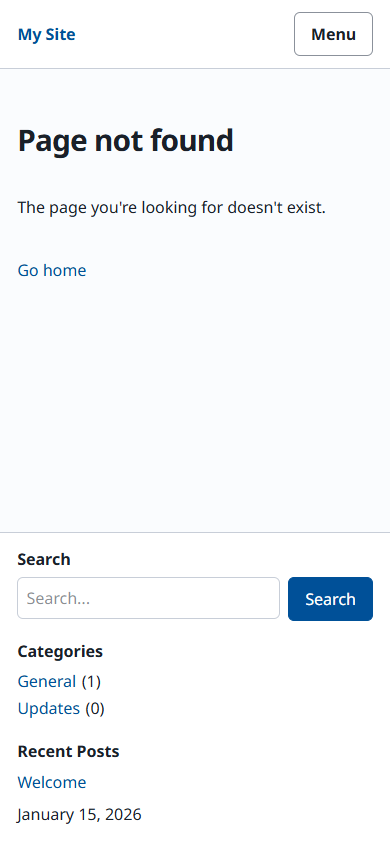 My Site
Menu
Page not found
The page you're looking for doesn't exist.
Go home
Search
Search...
Search
Categories
General (1)
Updates (0)
Recent Posts
Welcome
January 15, 2026